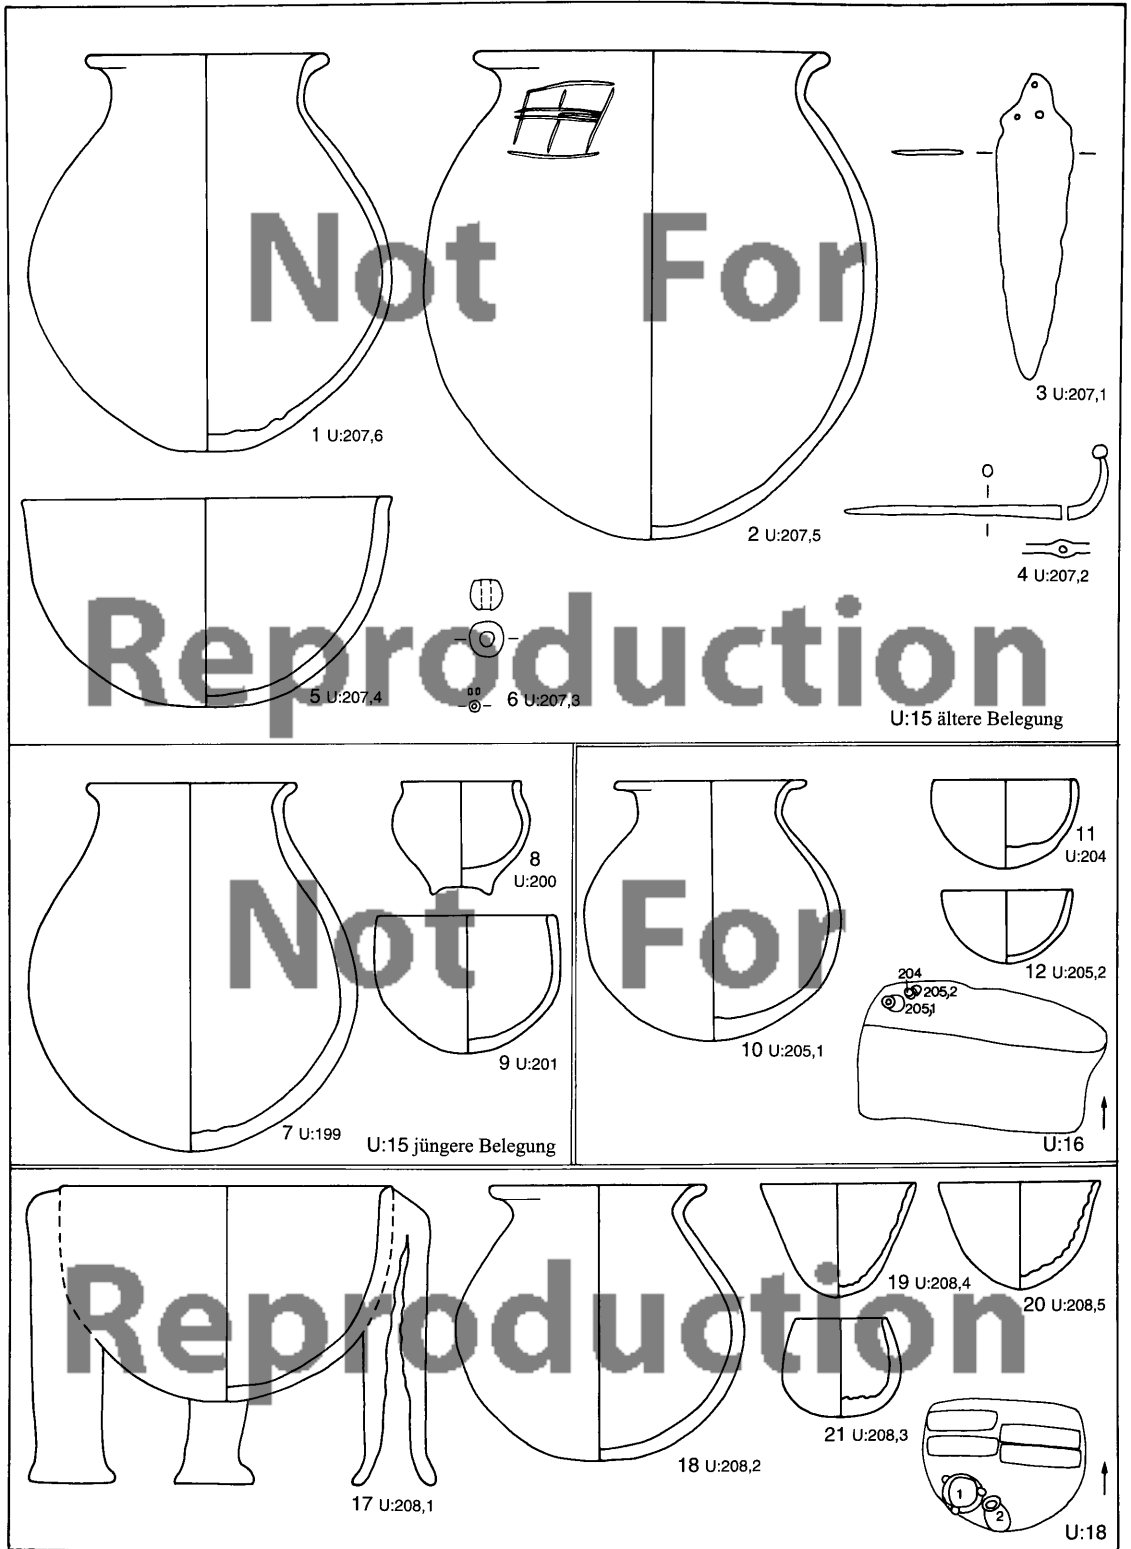 Not For
1 U:207,6
2 U:207,5
3 U:207,1
4 U:207,2
Reproduction
5 U:207,4
6 U:207,3
U:15 ältere Belegung
8
U:200
11
U:204
Not For
12 U:205,2
204
205,2
205,1
9 U:201
10 U:205,1
7 U:199
U:15 jüngere Belegung
U:16
Reproduction
19 U:208,4
20 U:208,5
21 U:208,3
18 U:208,2
17 U:208,1
1
2
U:18